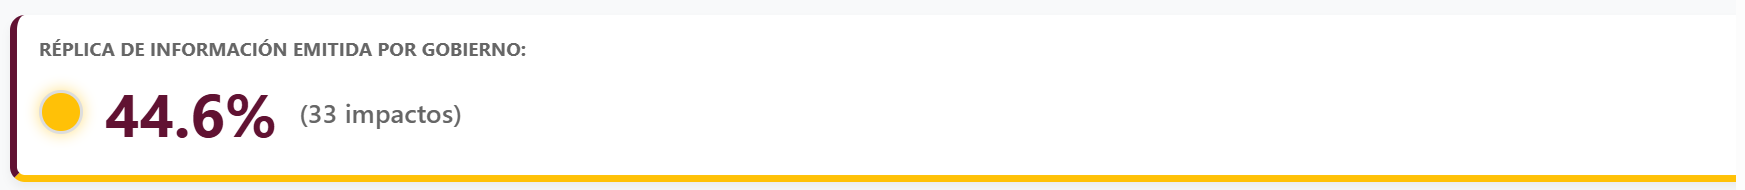 RÉPLICA DE INFORMACIÓN EMITIDA POR GOBIERNO:
44.6% (33 impactos)